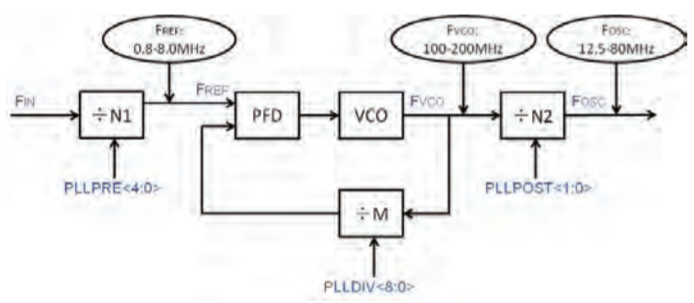 FREF:
0.8-8.0MHz
FVCO:
100-200MHz
FOSC:
12.5-80MHz
FIN
÷N1
FREF
PFD
VCO
FVCO
÷N2
FOSC
PLLPRE<4:0>
÷M
PLLPOST<1:0>
PLLDIV<8:0>